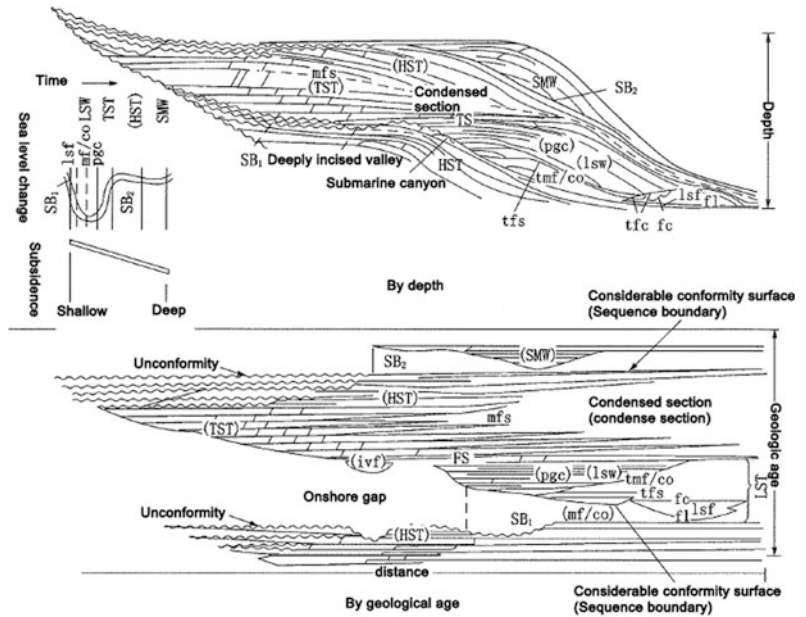 mfs
(TST)
(HST)
Condensed
section
SMW
SB₂
Depth
Time
Sea level change
lsf
mf/co
pgc
LSW
TST
(HST)
SMW
SB₁
SB₂
TS
SB₁ Deeply incised valley
HST
Submarine canyon
(pgc)
(lsw)
tmf/co
tfs
lsf
fl
tfc fc
Subsidence
Shallow
Deep
By depth
Considerable conformity surface
(Sequence boundary)
Unconformity
SB₂
(SMW)
(HST)
Condensed section
(condense section)
mfs
(TST)
(ivf)
FS
(pgc) (lsw)
tmf/co
tfs
fc
lsf
fl
LST
Geologic age
Onshore gap
Unconformity
(HST)
SB₁
(mf/co)
distance
Considerable conformity surface
(Sequence boundary)
By geological age